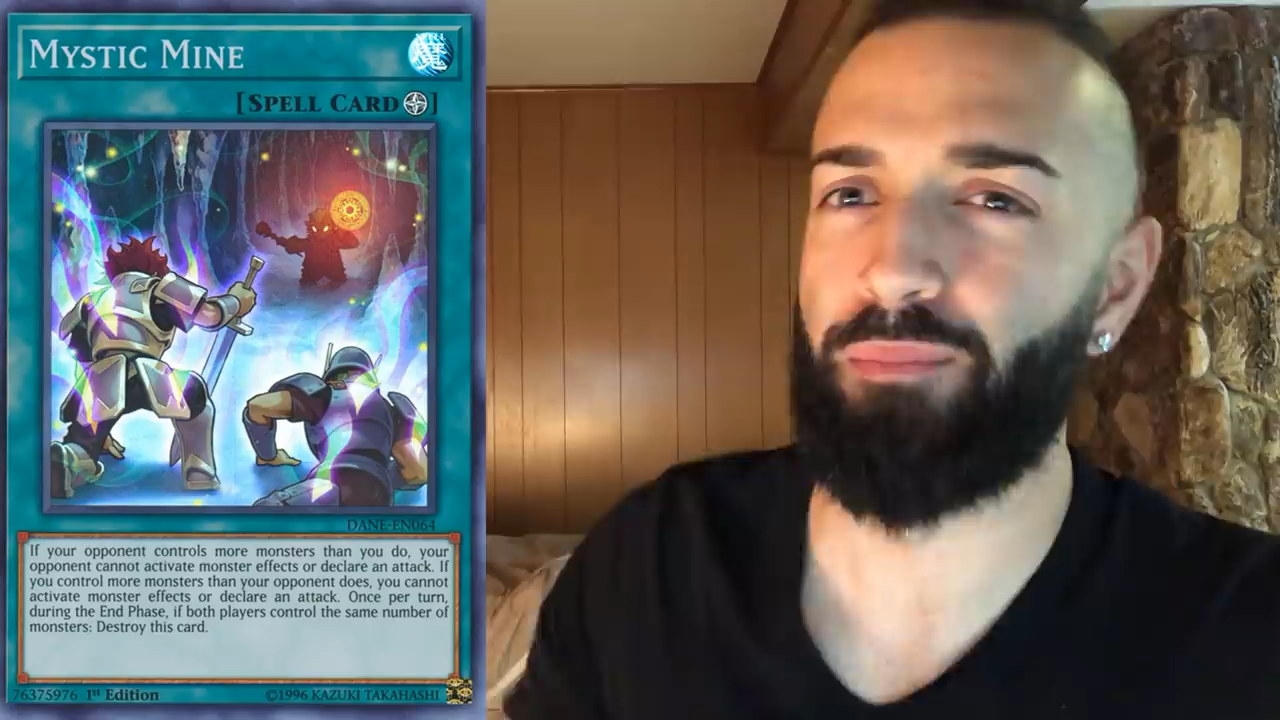 Mystic Mine
[Spell Card]
DANE-EN064
If your opponent controls more monsters than you do, your
opponent cannot activate monster effects or declare an attack. If
you control more monsters than your opponent does, you cannot
activate monster effects or declare an attack. Once per turn,
during the End Phase, if both players control the same number of
monsters: Destroy this card.
76375976 1st Edition ©1996 KAZUKI TAKAHASHI